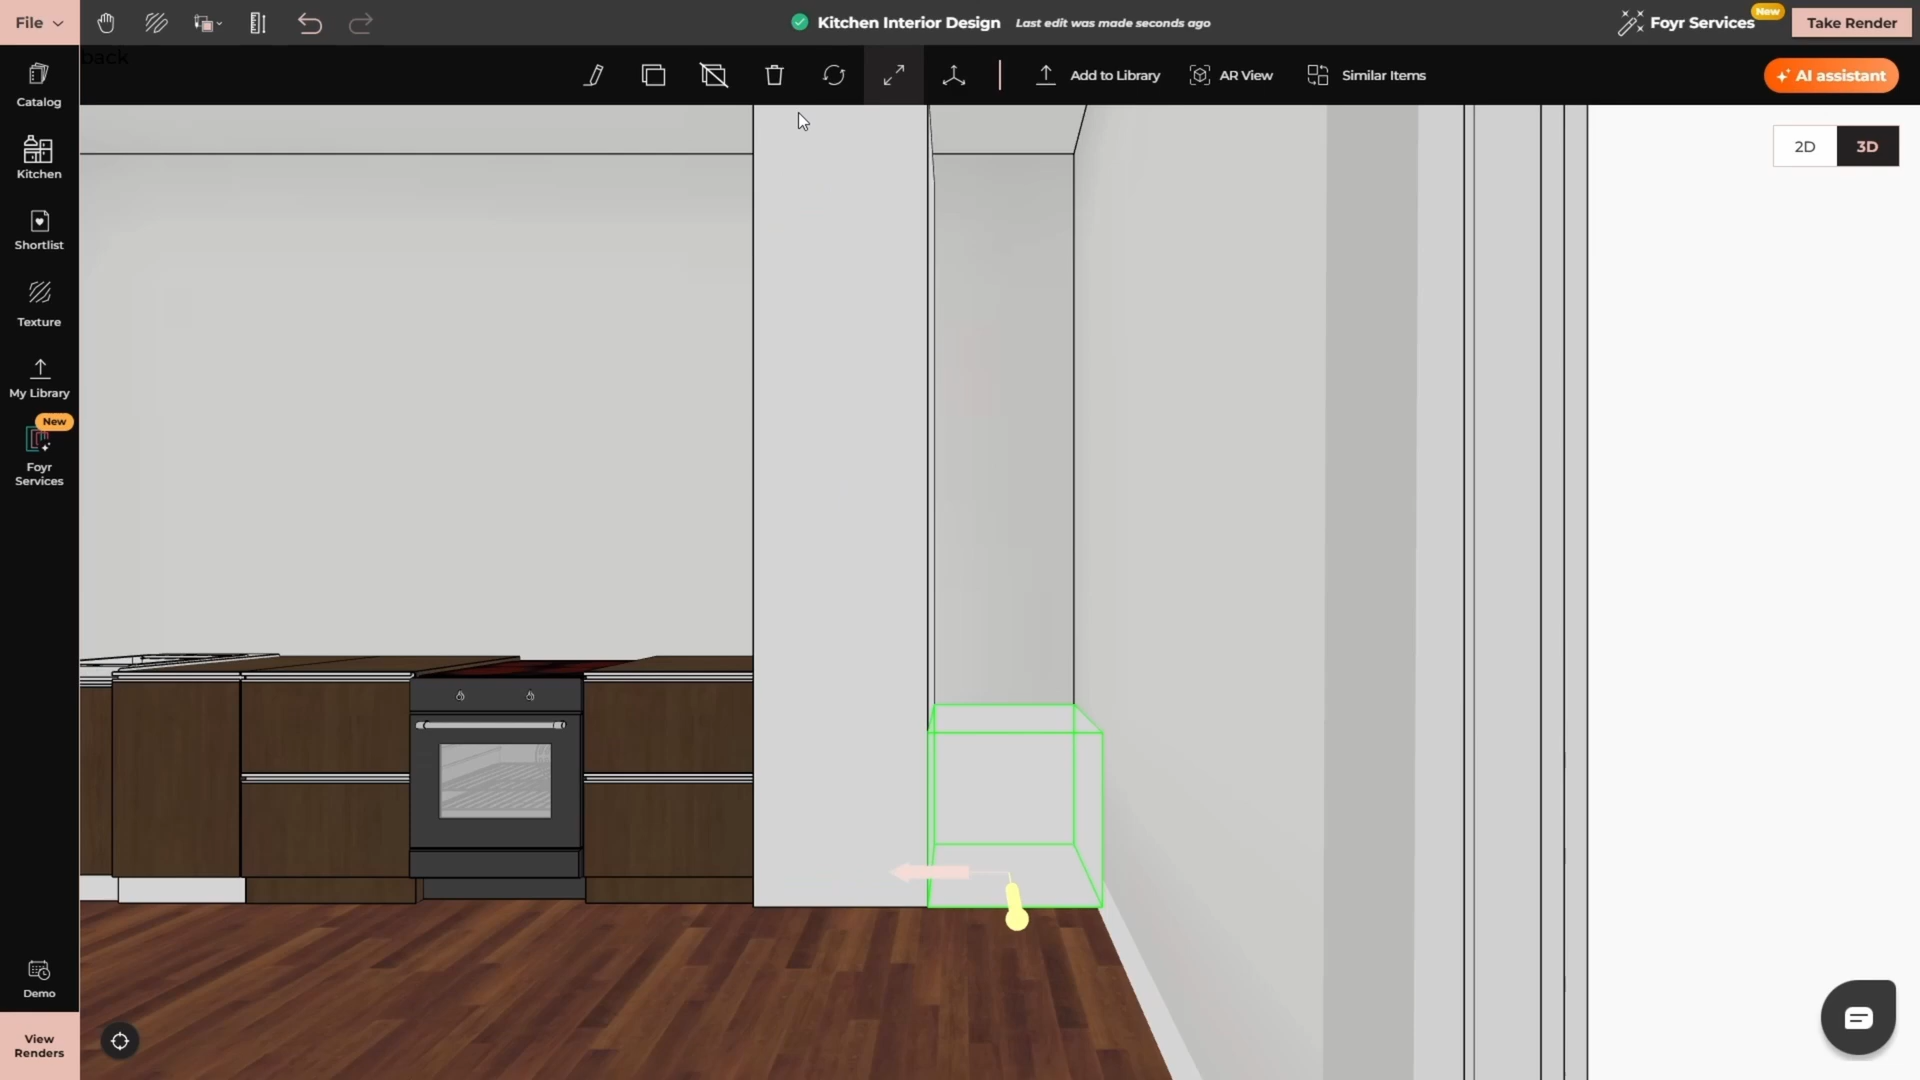 File
Kitchen Interior Design
Last edit was made seconds ago
Foyr Services
New
Take Render
back
Add to Library
AR View
Similar Items
AI assistant
Catalog
2D
3D
Kitchen
Shortlist
Texture
My Library
New
Foyr
Services
Demo
View
Renders